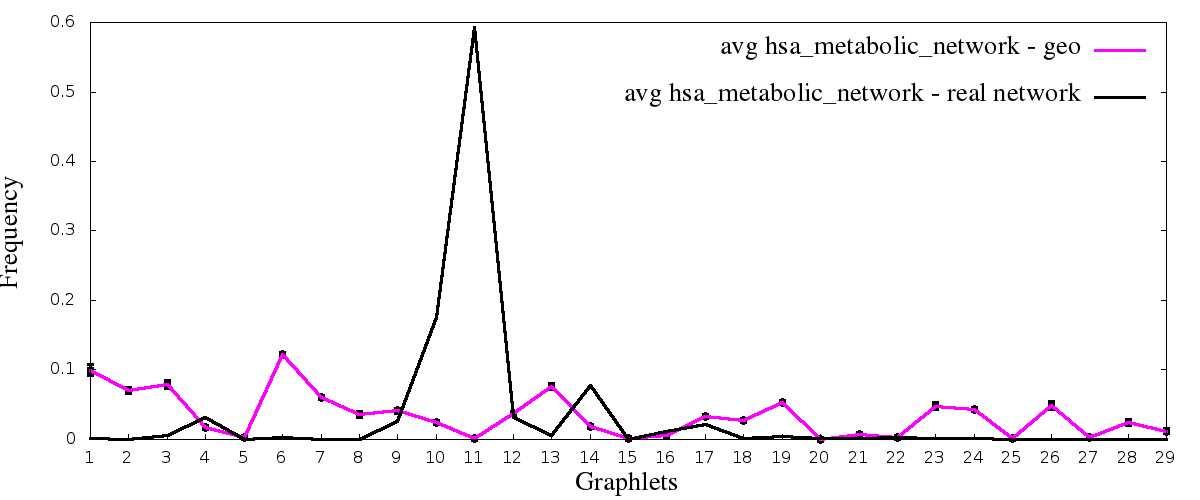 avg hsa_metabolic_network - geo
avg hsa_metabolic_network - real network
Frequency
0.6
0.5
0.4
0.3
0.2
0.1
0
1 2 3 4 5 6 7 8 9 10 11 12 13 14 15 16 17 18 19 20 21 22 23 24 25 26 27 28 29
Graphlets